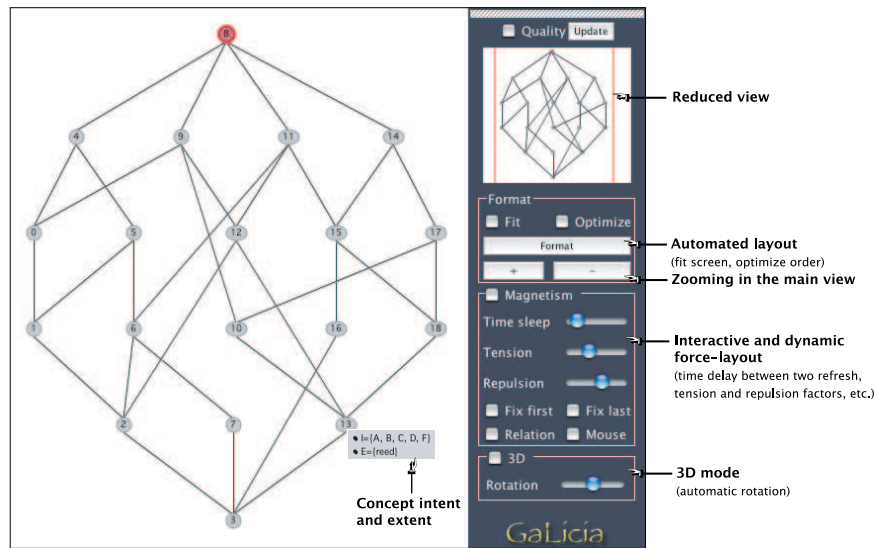 8
4
9
11
14
0
5
12
15
17
1
6
10
16
18
2
7
13
I={A, B, C, D, F}
E={reed}
3
Concept intent
and extent
Quality Update
Format
Fit Optimize
Format
+ -
Magnetism
Time sleep
Tension
Repulsion
Fix first Fix last
Relation Mouse
3D
Rotation
GaLicia
Reduced view
Automated layout
(fit screen, optimize order)
Zooming in the main view
Interactive and dynamic
force-layout
(time delay between two refresh,
tension and repulsion factors, etc.)
3D mode
(automatic rotation)